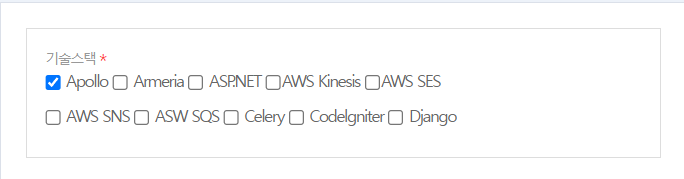 기술스택 *
Apollo Armeria ASP.NET AWS Kinesis AWS SES
AWS SNS ASW SQS Celery CodeIgniter Django